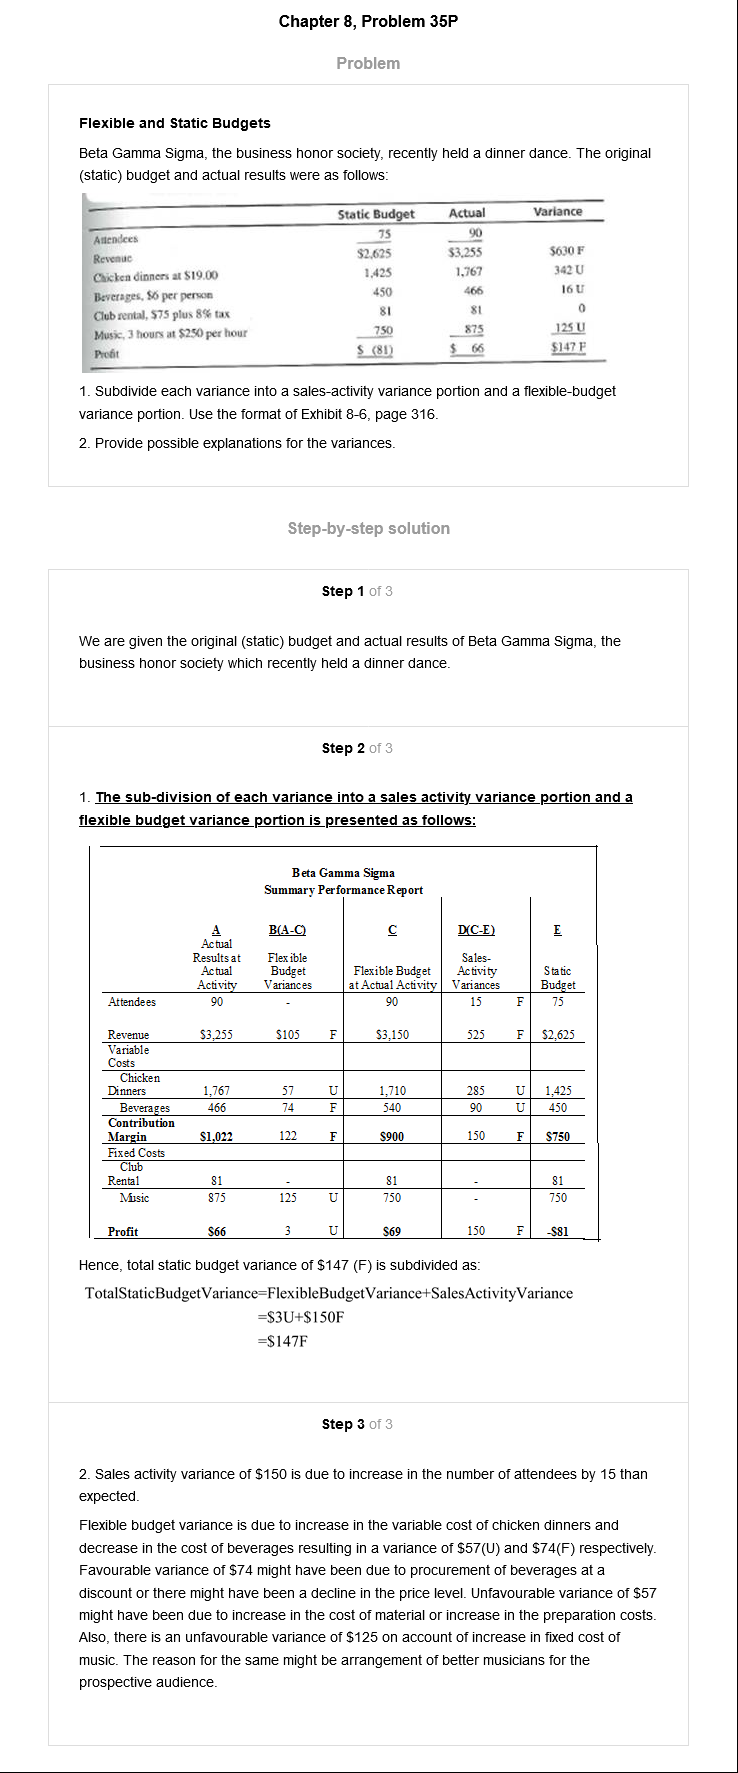 Chapter 8, Problem 35P
Problem
Flexible and Static Budgets
Beta Gamma Sigma, the business honor society, recently held a dinner dance. The original
(static) budget and actual results were as follows:
Static Budget Actual Variance
Attendees 75 90
Revenue $2,625 $3,255 $630 F
Chicken dinners at $19.00 1,425 1,767 342 U
Beverages, $6 per person 450 466 16 U
Club rental, $75 plus 8% tax 81 81 0
Music, 3 hours at $250 per hour 750 875 125 U
Profit $ (81) $ 66 $147 F
1. Subdivide each variance into a sales-activity variance portion and a flexible-budget
variance portion. Use the format of Exhibit 8-6, page 316.
2. Provide possible explanations for the variances.
Step-by-step solution
Step 1 of 3
We are given the original (static) budget and actual results of Beta Gamma Sigma, the
business honor society which recently held a dinner dance.
Step 2 of 3
1. The sub-division of each variance into a sales activity variance portion and a
flexible budget variance portion is presented as follows:
Beta Gamma Sigma
Summary Performance Report
A B(A-C) C D(C-E) E
Actual
Results at Flexible Sales-
Actual Budget Flexible Budget Activity Static
Activity Variances at Actual Activity Variances Budget
Attendees 90 - 90 15 F 75
Revenue $3,255 $105 F $3,150 525 F $2,625
Variable
Costs
Chicken
Dinners 1,767 57 U 1,710 285 U 1,425
Beverages 466 74 F 540 90 U 450
Contribution
Margin $1,022 122 F $900 150 F $750
Fixed Costs
Club
Rental 81 - 81 - 81
Music 875 125 U 750 - 750
Profit $66 3 U $69 150 F -$81
Hence, total static budget variance of $147 (F) is subdivided as:
TotalStaticBudgetVariance=FlexibleBudgetVariance+SalesActivityVariance
=$3U+$150F
=$147F
Step 3 of 3
2. Sales activity variance of $150 is due to increase in the number of attendees by 15 than
expected.
Flexible budget variance is due to increase in the variable cost of chicken dinners and
decrease in the cost of beverages resulting in a variance of $57(U) and $74(F) respectively.
Favourable variance of $74 might have been due to procurement of beverages at a
discount or there might have been a decline in the price level. Unfavourable variance of $57
might have been due to increase in the cost of material or increase in the preparation costs.
Also, there is an unfavourable variance of $125 on account of increase in fixed cost of
music. The reason for the same might be arrangement of better musicians for the
prospective audience.